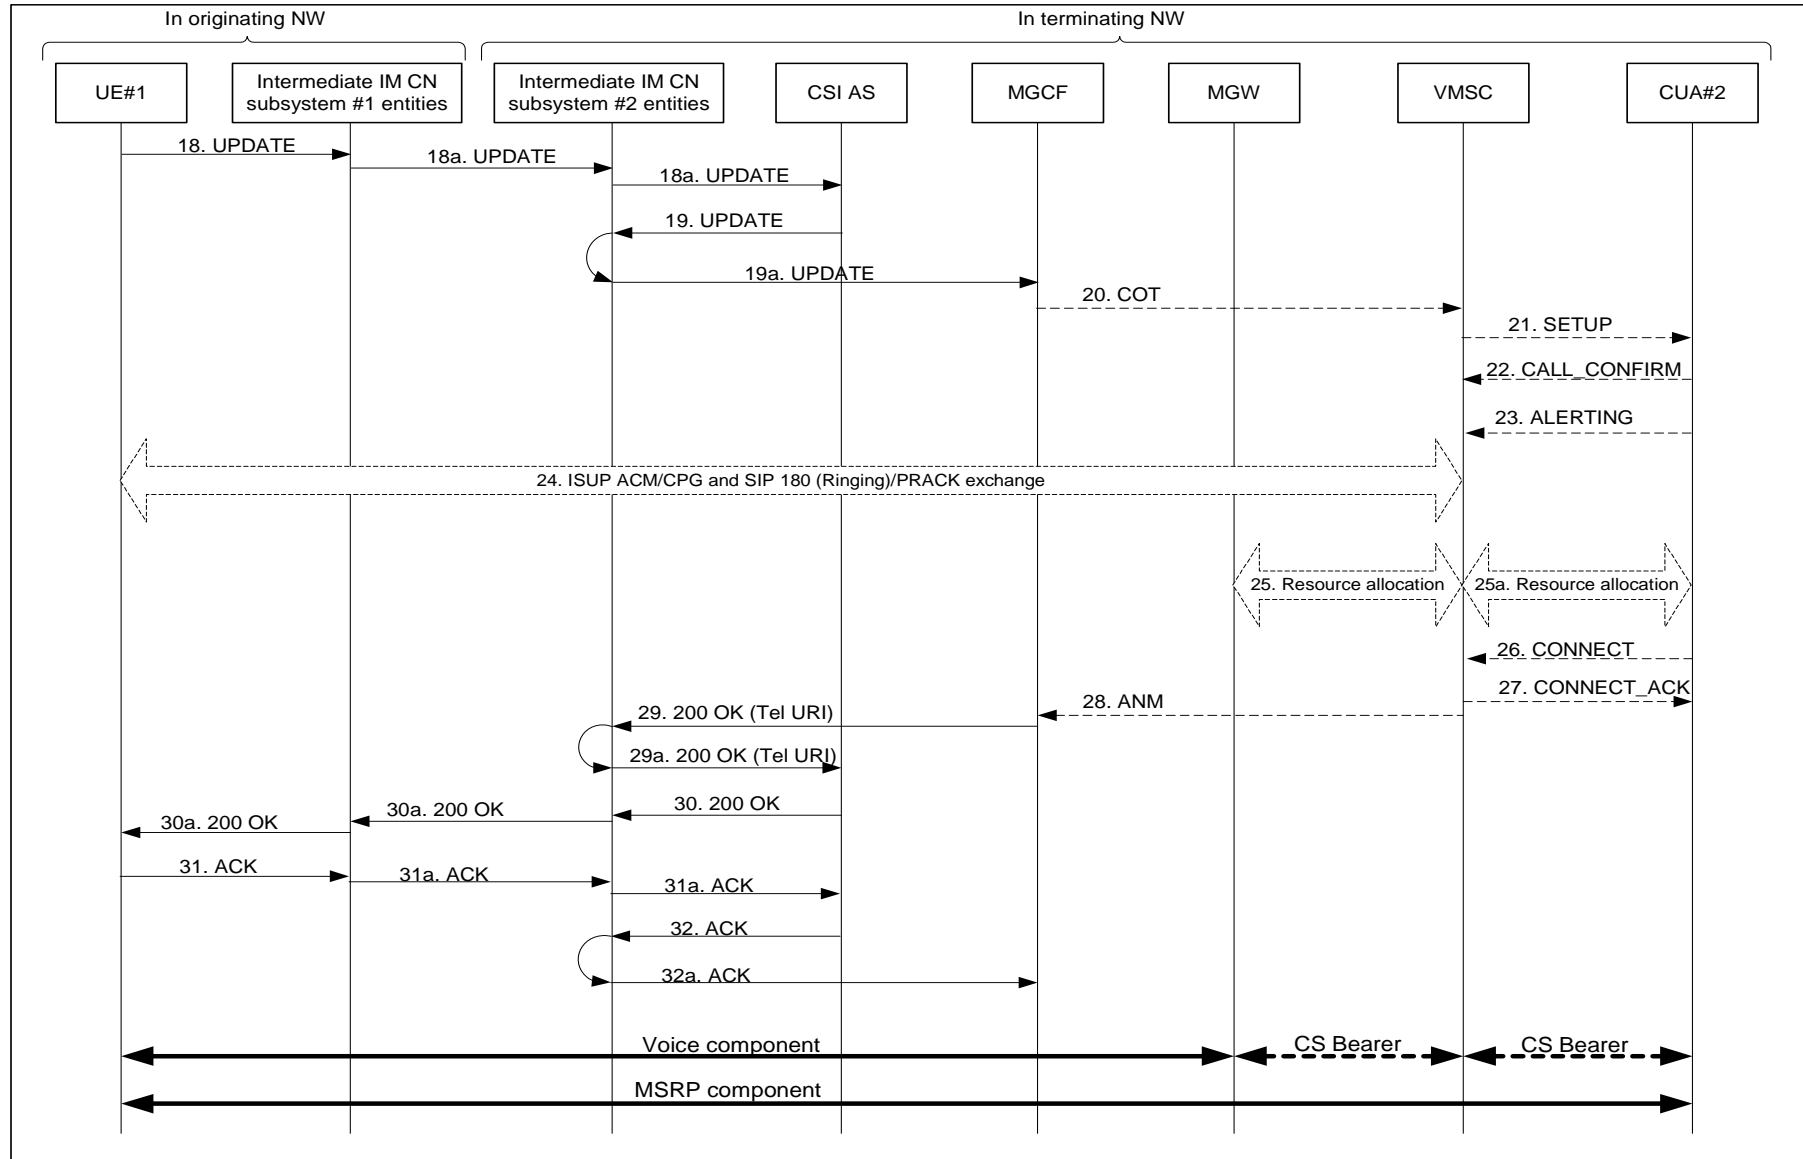 In originating NW
In terminating NW
UE#1
Intermediate IM CN
subsystem #1 entities
Intermediate IM CN
subsystem #2 entities
CSI AS
MGCF
MGW
VMSC
CUA#2
18. UPDATE
18a. UPDATE
18a. UPDATE
19. UPDATE
19a. UPDATE
20. COT
21. SETUP
22. CALL_CONFIRM
23. ALERTING
24. ISUP ACM/CPG and SIP 180 (Ringing)/PRACK exchange
25. Resource allocation
25a. Resource allocation
26. CONNECT
27. CONNECT_ACK
28. ANM
29. 200 OK (Tel URI)
29a. 200 OK (Tel URI)
30. 200 OK
30a. 200 OK
30a. 200 OK
31. ACK
31a. ACK
31a. ACK
32. ACK
32a. ACK
Voice component
CS Bearer
CS Bearer
MSRP component